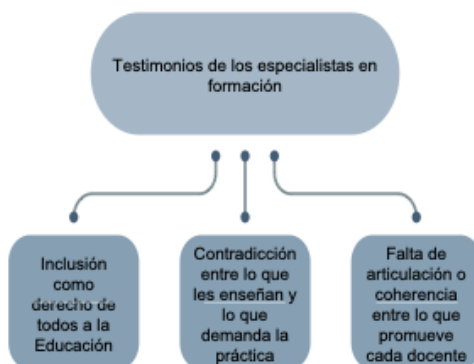 Testimonios de los especialistas en
formación
Inclusión
como
derecho de
todos a la
Educación
Contradicción
entre lo que
les enseñan y
lo que
demanda la
práctica
Falta de
articulación o
coherencia
entre lo que
promueve
cada docente